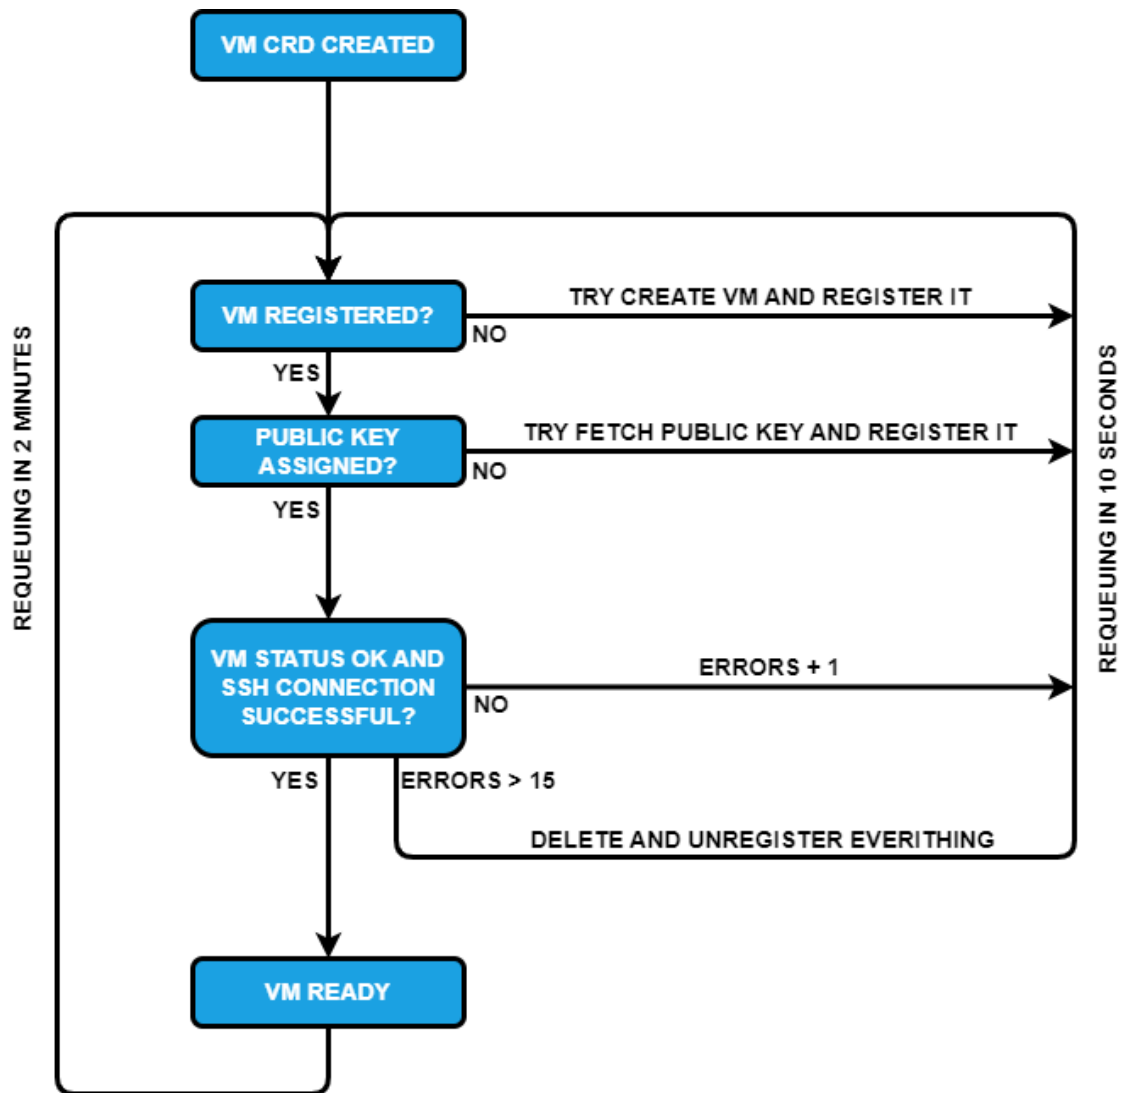 VM CRD CREATED
TRY CREATE VM AND REGISTER IT
VM REGISTERED?
NO
YES
REQUEUING IN 2 MINUTES
REQUEUING IN 10 SECONDS
PUBLIC KEY
ASSIGNED?
TRY FETCH PUBLIC KEY AND REGISTER IT
NO
YES
VM STATUS OK AND
SSH CONNECTION
SUCCESSFUL?
ERRORS + 1
NO
YES
ERRORS > 15
DELETE AND UNREGISTER EVERITHING
VM READY